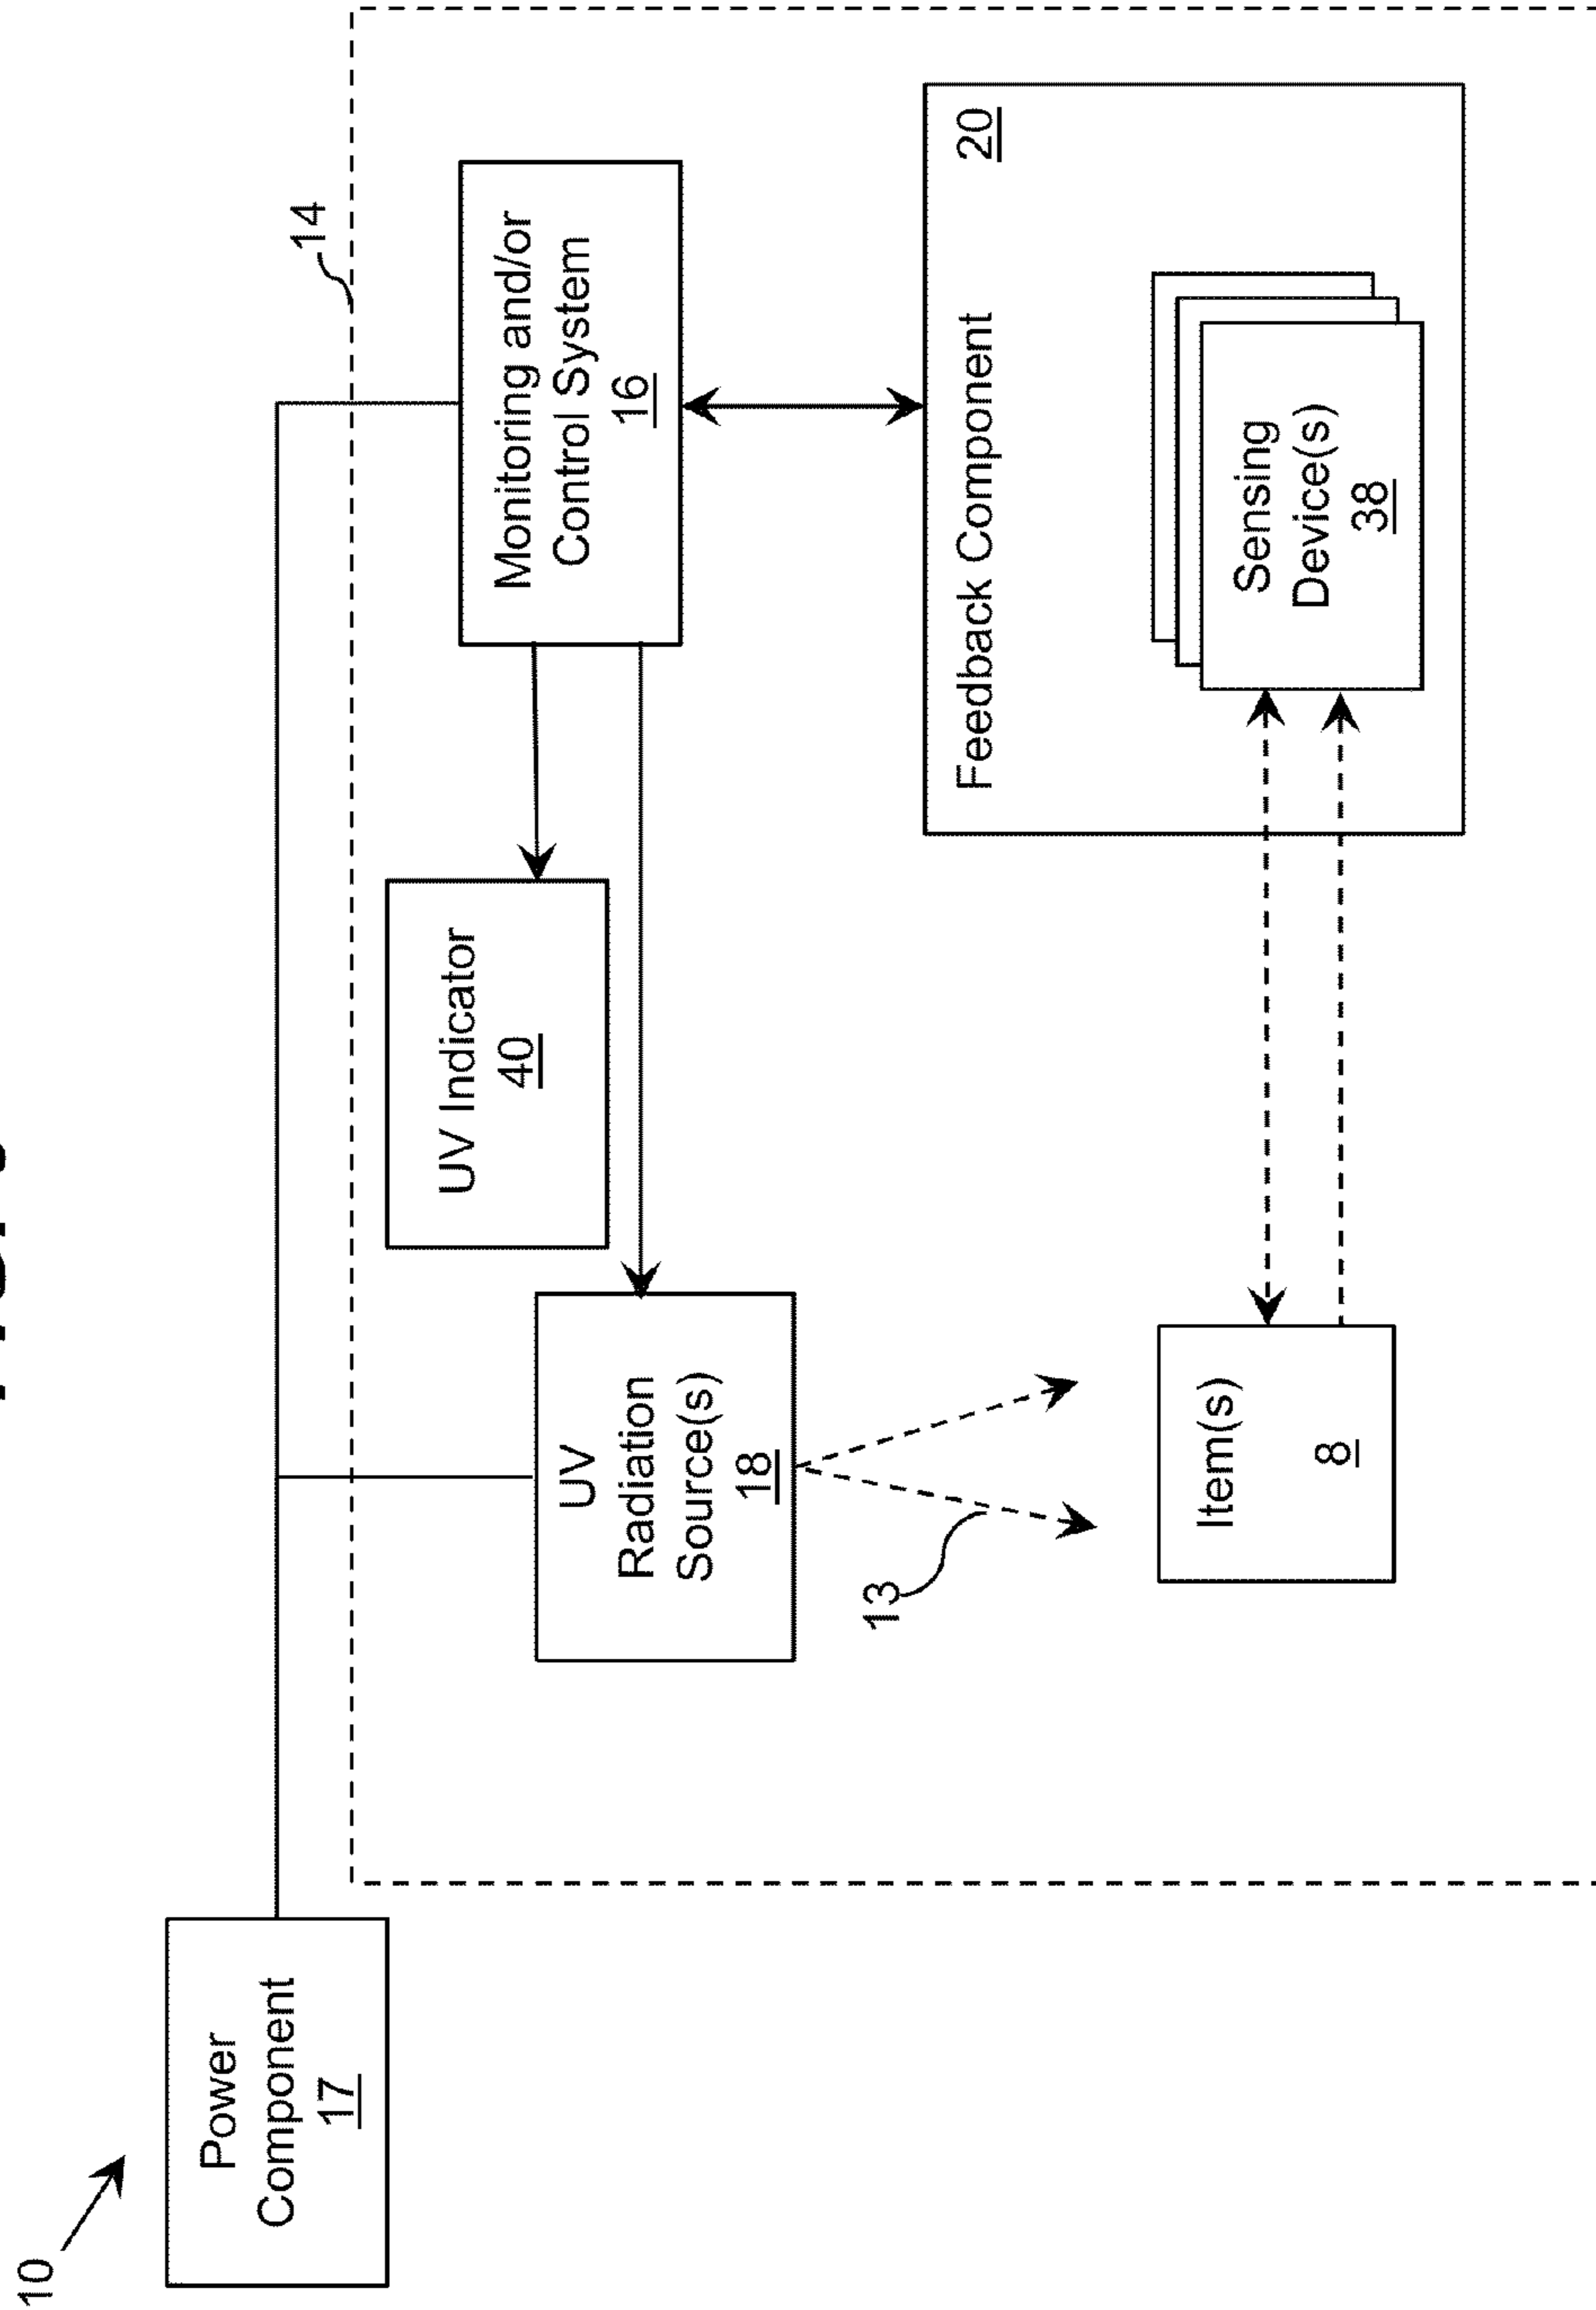 10
Power
Component
17
14
UV Indicator
40
Monitoring and/or
Control System
16
UV
Radiation
Source(s)
18
13
Feedback Component
20
Item(s)
8
Sensing
Device(s)
38